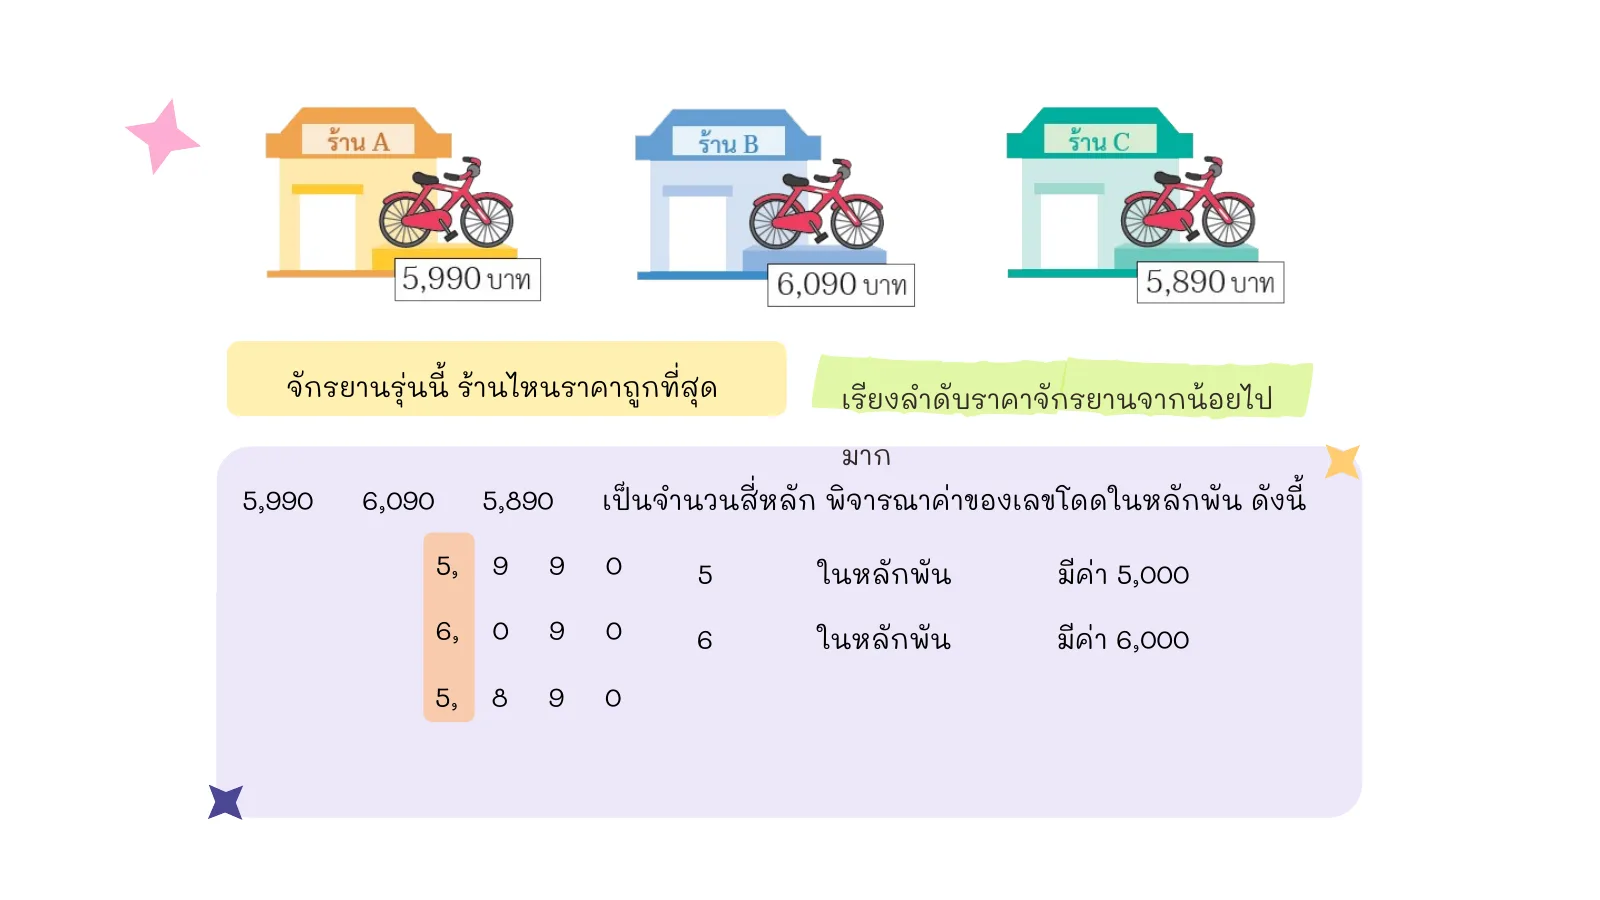 ร้าน A
ร้าน B
ร้าน C
5,990 บาท
6,090 บาท
5,890 บาท
จักรยานรุ่นนี้ ร้านไหนราคาถูกที่สุด
เรียงลำดับราคาจักรยานจากน้อยไป
มาก
5,990 6,090 5,890 เป็นจำนวนสี่หลัก พิจารณาค่าของเลขโดดในหลักพัน ดังนี้
5, 9 9 0 5 ในหลักพัน มีค่า 5,000
6, 0 9 0 6 ในหลักพัน มีค่า 6,000
5, 8 9 0